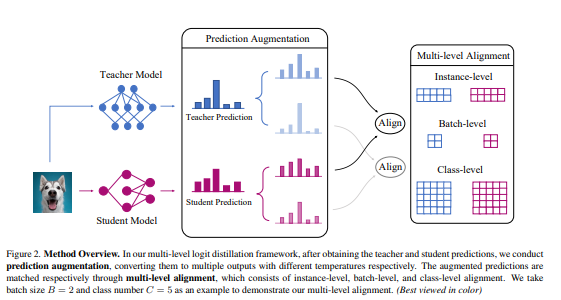 Prediction Augmentation
Multi-level Alignment
Teacher Model
Instance-level
Teacher Prediction
Align
Batch-level
Align
Class-level
Student Prediction
Student Model
Figure 2. Method Overview. In our multi-level logit distillation framework, after obtaining the teacher and student predictions, we conduct
prediction augmentation, converting them to multiple outputs with different temperatures respectively. The augmented predictions are
matched respectively through multi-level alignment, which consists of instance-level, batch-level, and class-level alignment. We take
batch size B = 2 and class number C = 5 as an example to demonstrate our multi-level alignment. (Best viewed in color)